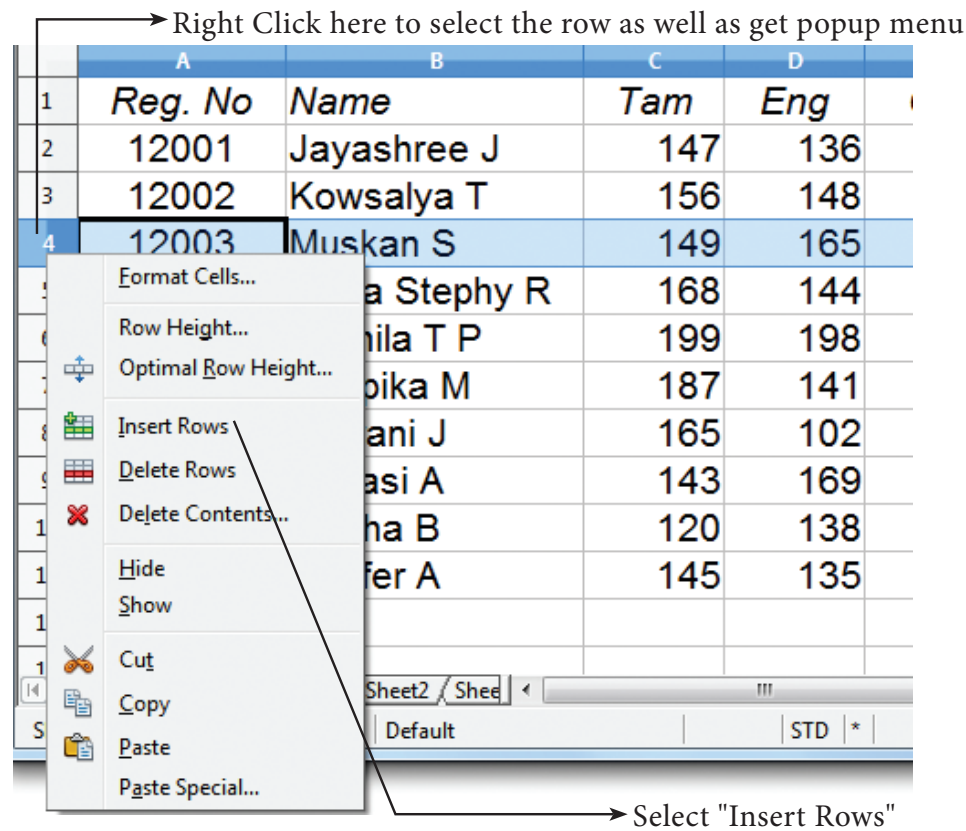 Right Click here to select the row as well as get popup menu
A B C D
1 Reg. No Name Tam Eng
2 12001 Jayashree J 147 136
3 12002 Kowsalya T 156 148
4 12003 Muskan S 149 165
Format Cells...
a Stephy R 168 144
Row Height...
ila T P 199 198
Optimal Row Height...
ika M 187 141
Insert Rows
ani J 165 102
Delete Rows
asi A 143 169
Delete Contents...
ha B 120 138
Hide
fer A 145 135
Show
Cut
Sheet2 Shee
Copy
Default STD *
Paste
Paste Special...
Select "Insert Rows"